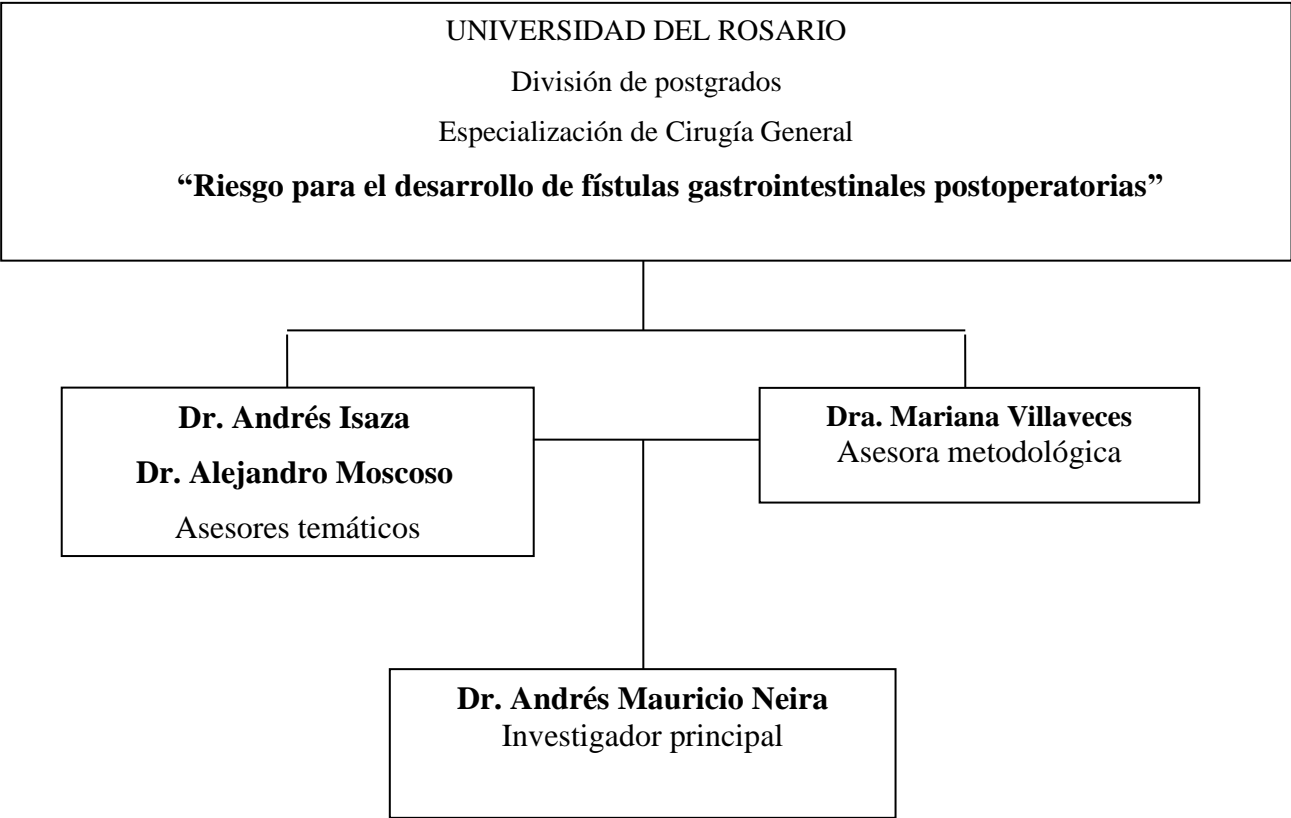 UNIVERSIDAD DEL ROSARIO
División de postgrados
Especialización de Cirugía General
“Riesgo para el desarrollo de fístulas gastrointestinales postoperatorias”
Dr. Andrés Isaza
Dr. Alejandro Moscoso
Asesores temáticos
Dra. Mariana Villaveces
Asesora metodológica
Dr. Andrés Mauricio Neira
Investigador principal